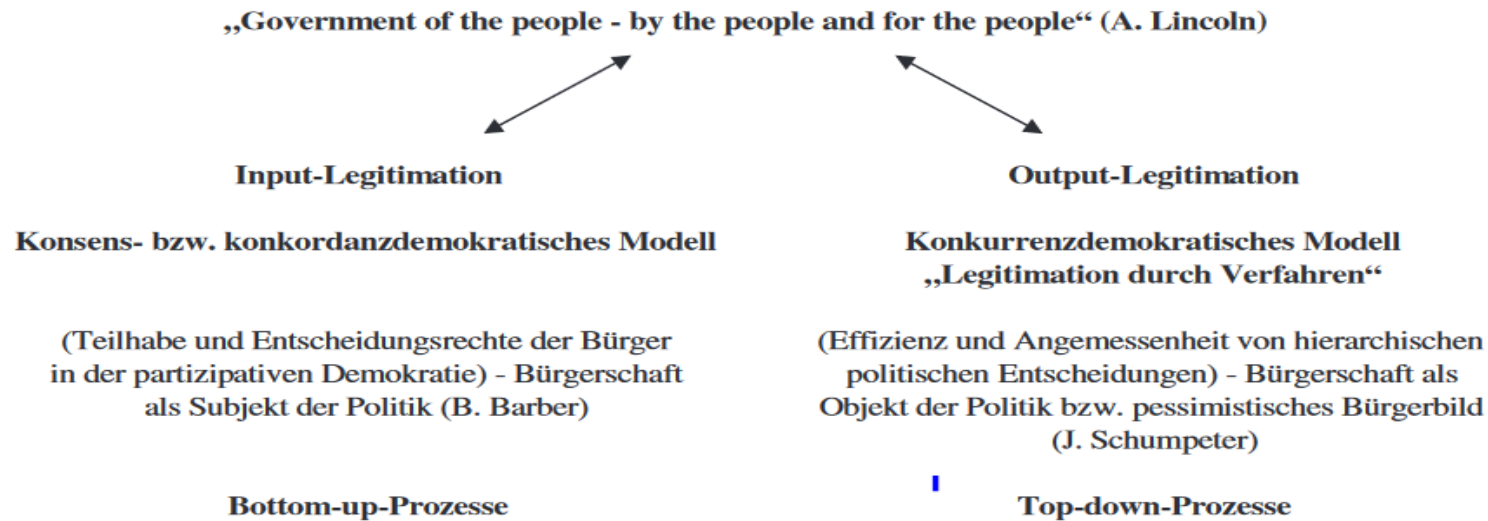 „Government of the people - by the people and for the people“ (A. Lincoln)
Input-Legitimation
Konsens- bzw. konkordanzdemokratisches Modell
(Teilhabe und Entscheidungsrechte der Bürger
in der partizipativen Demokratie) - Bürgerschaft
als Subjekt der Politik (B. Barber)
Bottom-up-Prozesse
Output-Legitimation
Konkurrenzdemokratisches Modell
„Legitimation durch Verfahren“
(Effizienz und Angemessenheit von hierarchischen
politischen Entscheidungen) - Bürgerschaft als
Objekt der Politik bzw. pessimistisches Bürgerbild
(J. Schumpeter)
Top-down-Prozesse